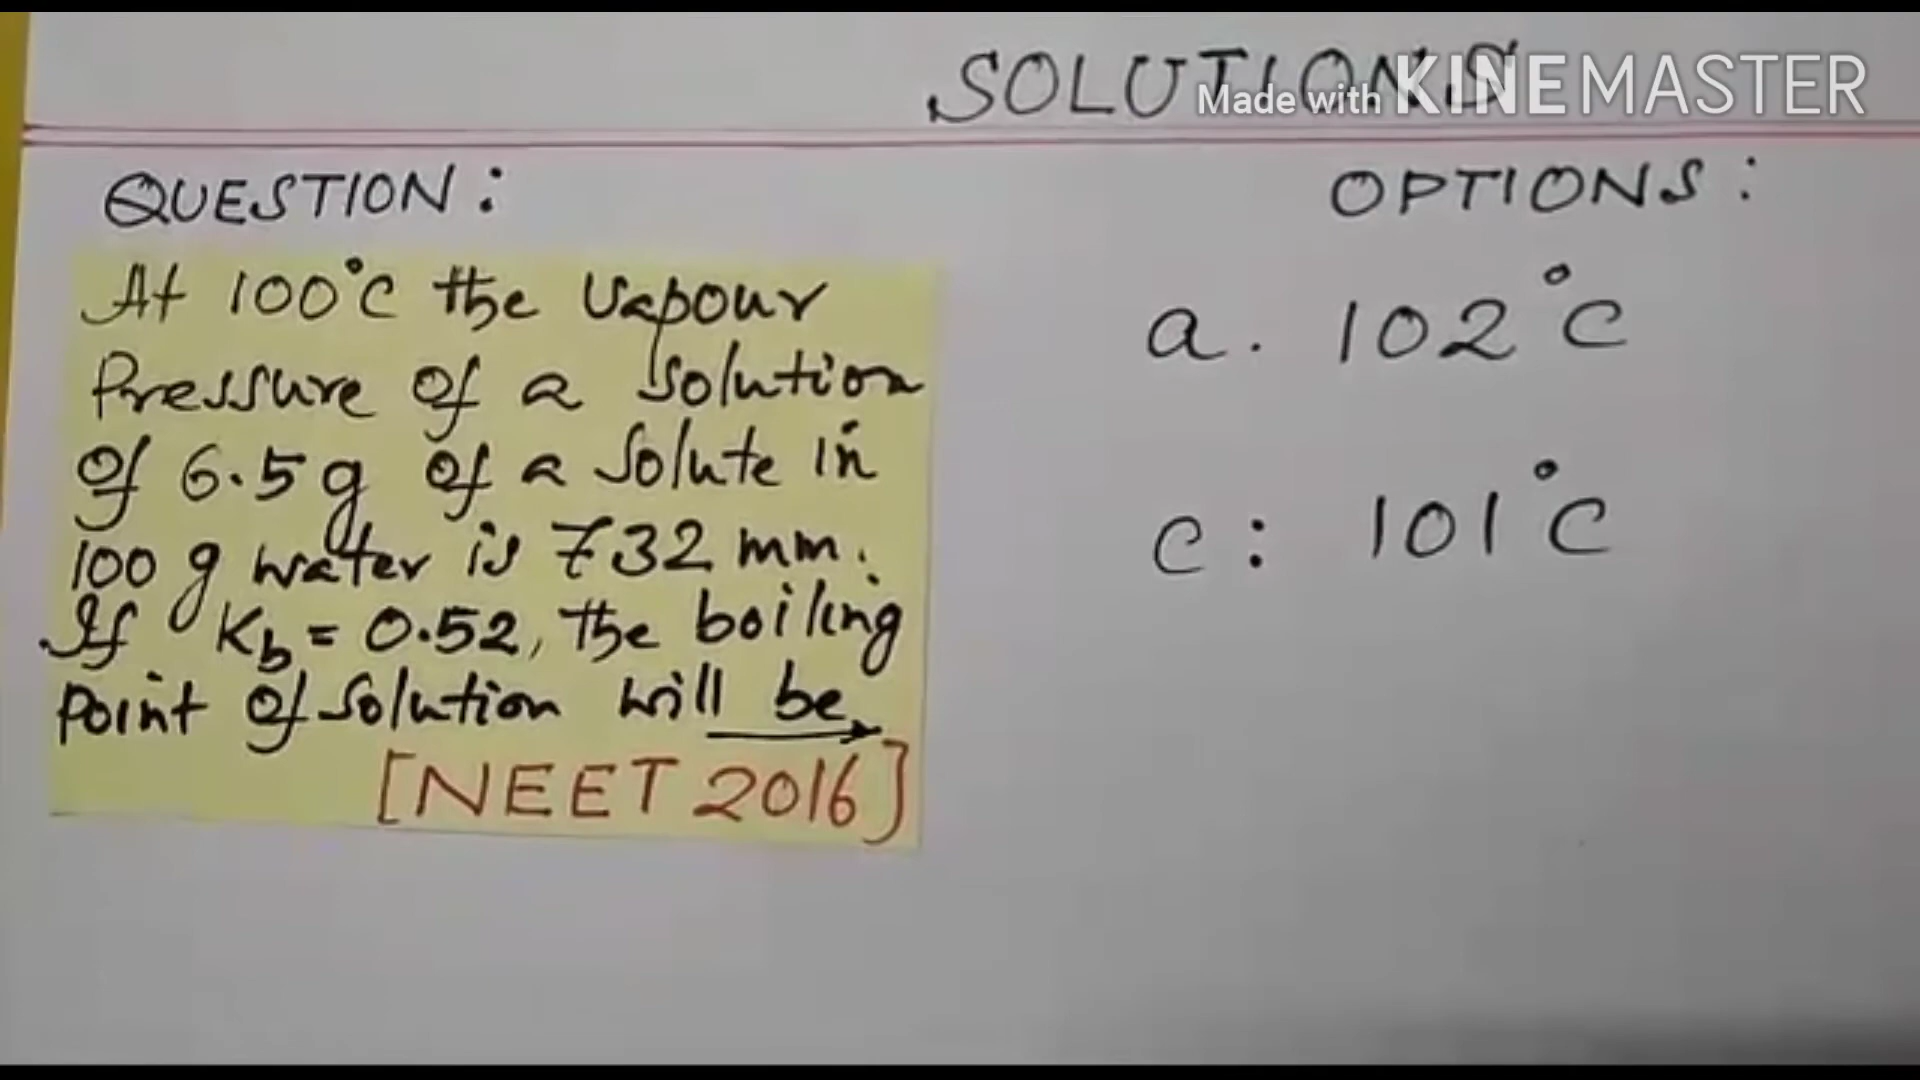 SOLUTIONS
Made with KINEMASTER
QUESTION:
At 100°C the Vapour
Pressure of a solution
of 6.5g of a solute in
100 g water is 732 mm.
If Kb = 0.52, the boiling
Point of solution will be
[NEET 2016]
OPTIONS:
a. 102°C
c: 101°C